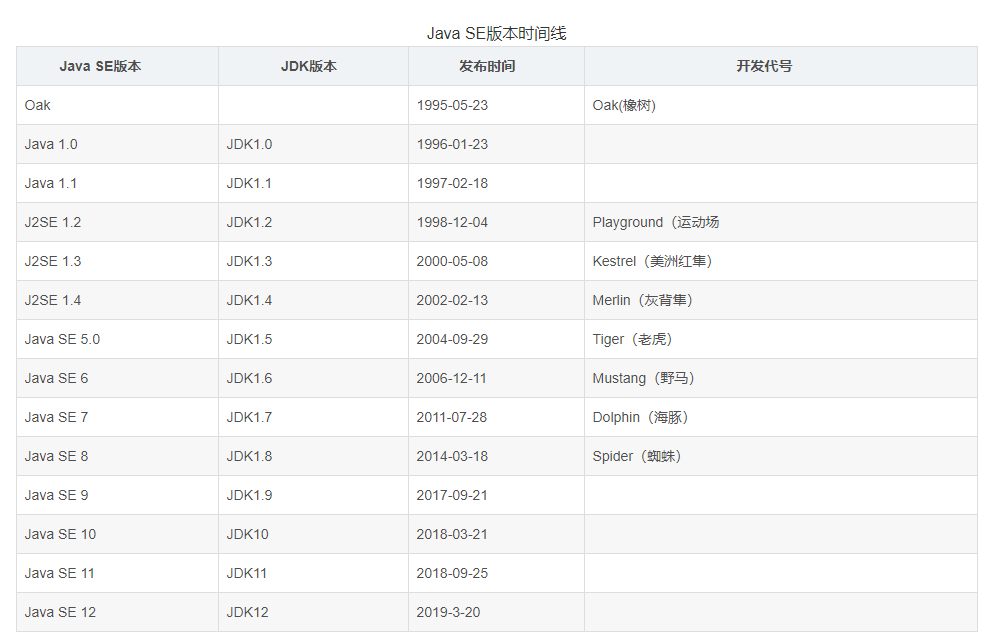 Java SE版本时间线
Java SE版本 JDK版本 发布时间 开发代号
Oak 1995-05-23 Oak(橡树)
Java 1.0 JDK1.0 1996-01-23
Java 1.1 JDK1.1 1997-02-18
J2SE 1.2 JDK1.2 1998-12-04 Playground（运动场
J2SE 1.3 JDK1.3 2000-05-08 Kestrel（美洲红隼）
J2SE 1.4 JDK1.4 2002-02-13 Merlin（灰背隼）
Java SE 5.0 JDK1.5 2004-09-29 Tiger（老虎）
Java SE 6 JDK1.6 2006-12-11 Mustang（野马）
Java SE 7 JDK1.7 2011-07-28 Dolphin（海豚）
Java SE 8 JDK1.8 2014-03-18 Spider（蜘蛛）
Java SE 9 JDK1.9 2017-09-21
Java SE 10 JDK10 2018-03-21
Java SE 11 JDK11 2018-09-25
Java SE 12 JDK12 2019-3-20